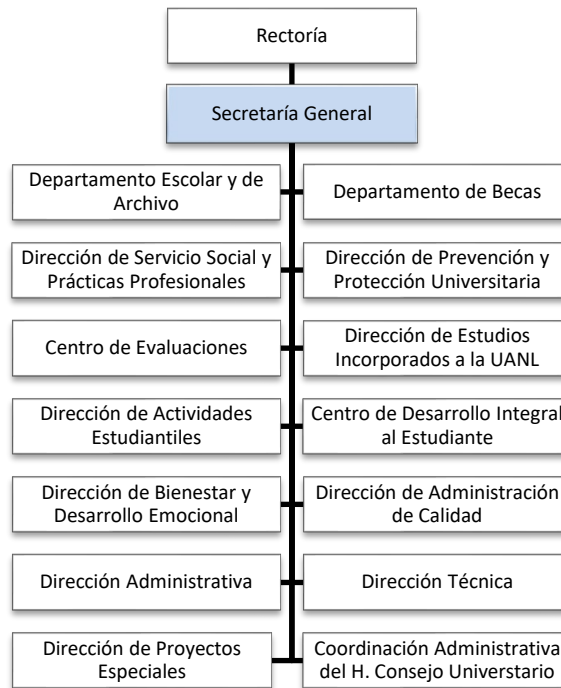 Rectoría
Secretaría General
Departamento Escolar y de
Archivo
Departamento de Becas
Dirección de Servicio Social y
Prácticas Profesionales
Dirección de Prevención y
Protección Universitaria
Centro de Evaluaciones
Dirección de Estudios
Incorporados a la UANL
Dirección de Actividades
Estudiantiles
Centro de Desarrollo Integral
al Estudiante
Dirección de Bienestar y
Desarrollo Emocional
Dirección de Administración
de Calidad
Dirección Administrativa
Dirección Técnica
Dirección de Proyectos
Especiales
Coordinación Administrativa
del H. Consejo Universtario